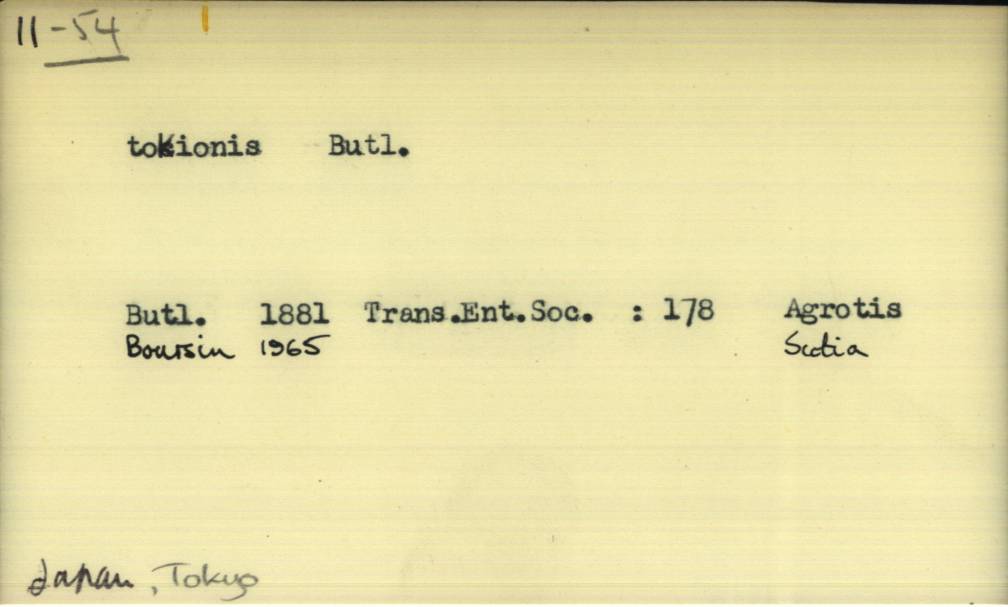 11-54
tokionis Butl.
Butl. 1881 Trans.Ent.Soc. : 178 Agrotis
Boursin 1965 Scotia
Japan, Tokyo